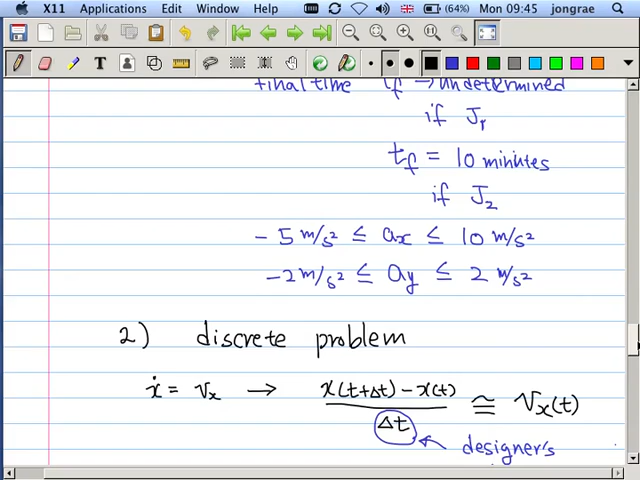 X11 Applications Edit Window Help (64%) Mon 09:45 jongrae
final time tf → undetermined
if J1
tf = 10 minutes
if J2
-5 m/s² ≤ ax ≤ 10 m/s²
-2 m/s² ≤ ay ≤ 2 m/s²
2) discrete problem
ẋ = Vx → x(t+Δt) - x(t) / Δt ≅ Vx(t)
designer's